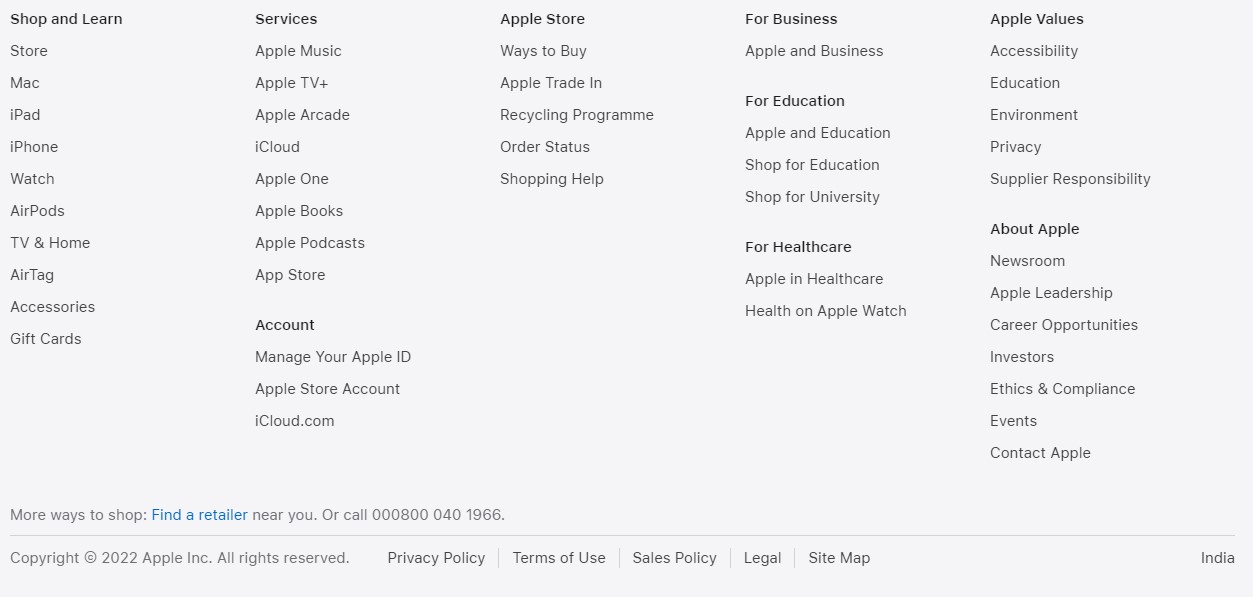 Shop and Learn
Store
Mac
iPad
iPhone
Watch
AirPods
TV & Home
AirTag
Accessories
Gift Cards
Services
Apple Music
Apple TV+
Apple Arcade
iCloud
Apple One
Apple Books
Apple Podcasts
App Store
Account
Manage Your Apple ID
Apple Store Account
iCloud.com
Apple Store
Ways to Buy
Apple Trade In
Recycling Programme
Order Status
Shopping Help
For Business
Apple and Business
For Education
Apple and Education
Shop for Education
Shop for University
For Healthcare
Apple in Healthcare
Health on Apple Watch
Apple Values
Accessibility
Education
Environment
Privacy
Supplier Responsibility
About Apple
Newsroom
Apple Leadership
Career Opportunities
Investors
Ethics & Compliance
Events
Contact Apple
More ways to shop: Find a retailer near you. Or call 000800 040 1966.
Copyright © 2022 Apple Inc. All rights reserved. Privacy Policy Terms of Use Sales Policy Legal Site Map India